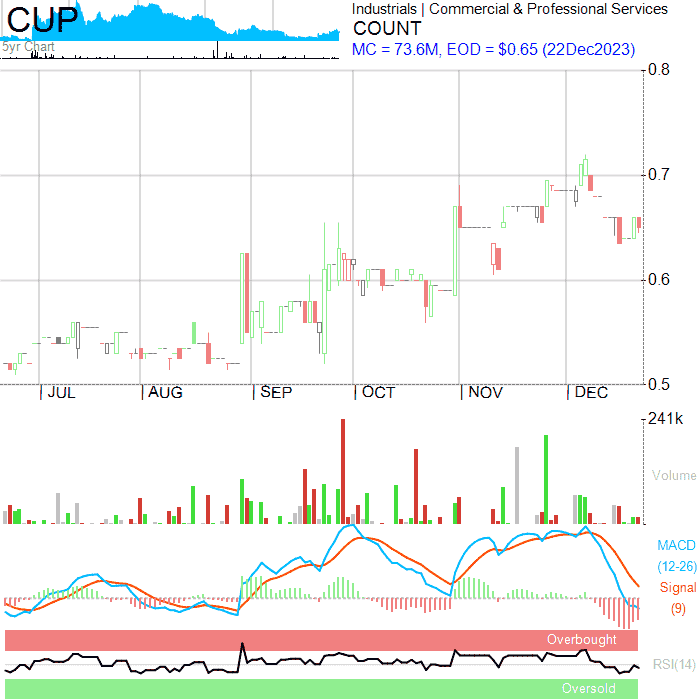 CUP
5yr Chart
Industrials | Commercial & Professional Services
COUNT
MC = 73.6M, EOD = $0.65 (22Dec2023)
0.8
0.7
0.6
0.5
| JUL | AUG | SEP | OCT | NOV | DEC
241k
Volume
MACD
(12-26)
Signal
(9)
Overbought
RSI(14)
Oversold